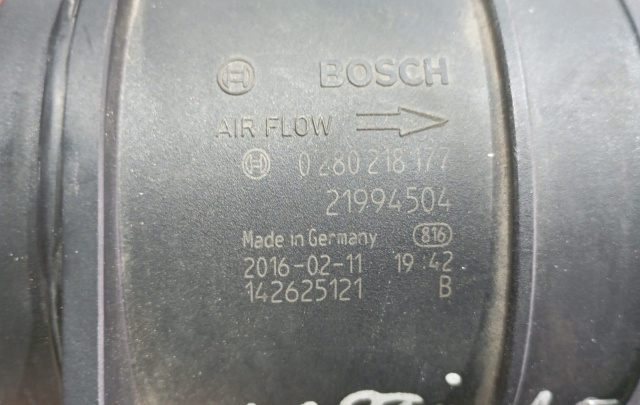 BOSCH
AIR FLOW
0 280 218 177
21994504
Made in Germany 816
2016-02-11 19:42
142625121 B